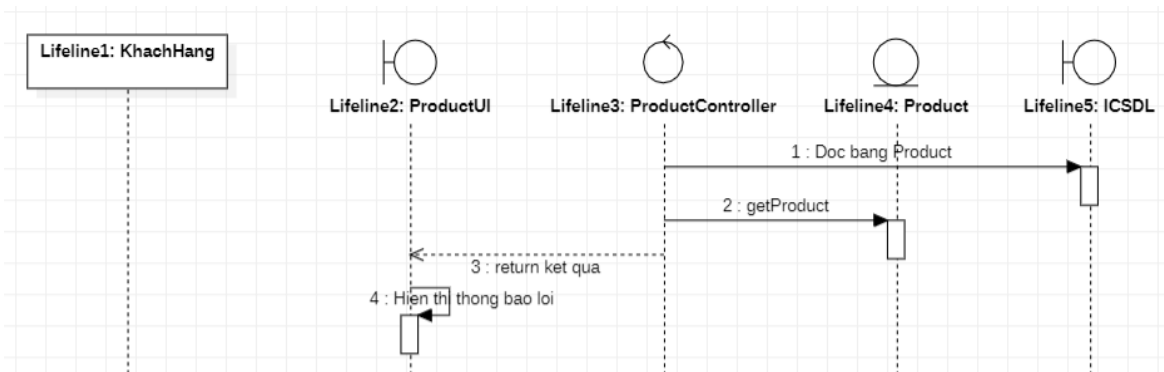 Lifeline1: KhachHang
Lifeline2: ProductUI
Lifeline3: ProductController
Lifeline4: Product
Lifeline5: ICSDL
1 : Doc bang Product
2 : getProduct
3 : return ket qua
4 : Hien thi thong bao loi